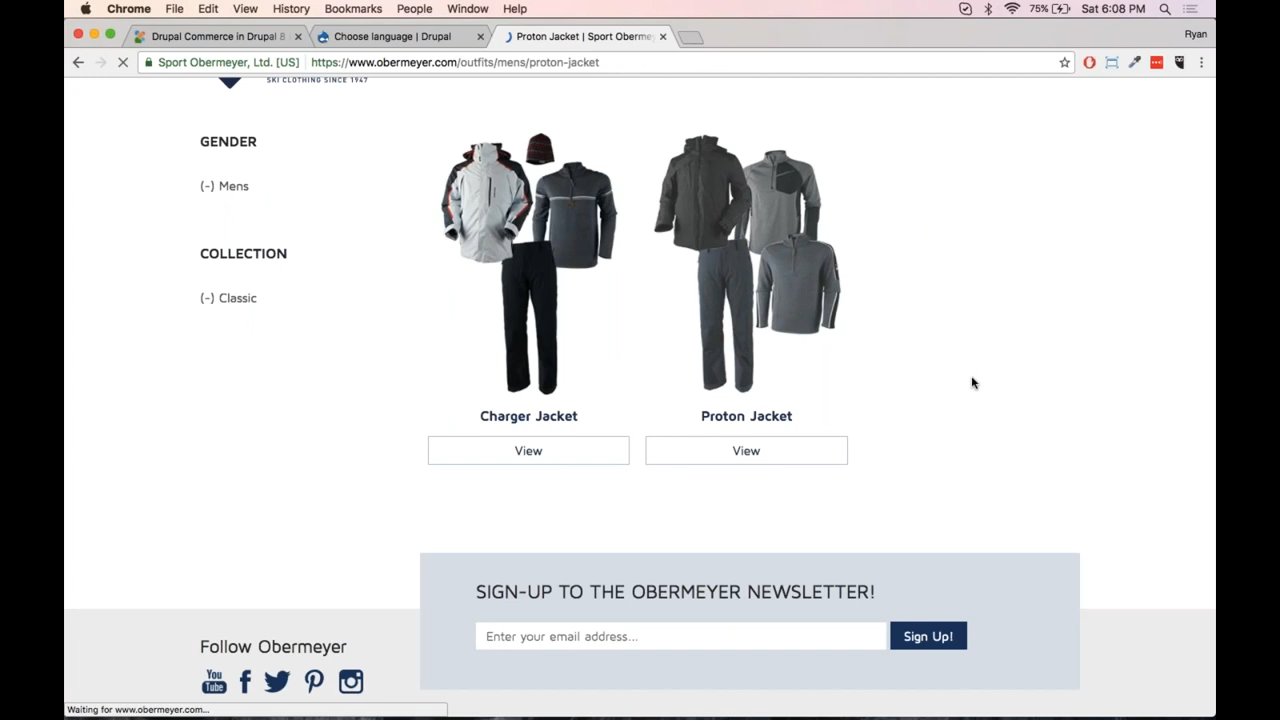 Chrome File Edit View History Bookmarks People Window Help 75% Sat 6:08 PM
Drupal Commerce in Drupal 8 Choose language | Drupal Proton Jacket | Sport Oberme Ryan
Sport Obermeyer, Ltd. [US] https://www.obermeyer.com/outfits/mens/proton-jacket
SKI CLOTHING SINCE 1947
GENDER
(-) Mens
COLLECTION
(-) Classic
Charger Jacket Proton Jacket
View View
SIGN-UP TO THE OBERMEYER NEWSLETTER!
Enter your email address... Sign Up!
Follow Obermeyer
You
Tube
Waiting for www.obermeyer.com...